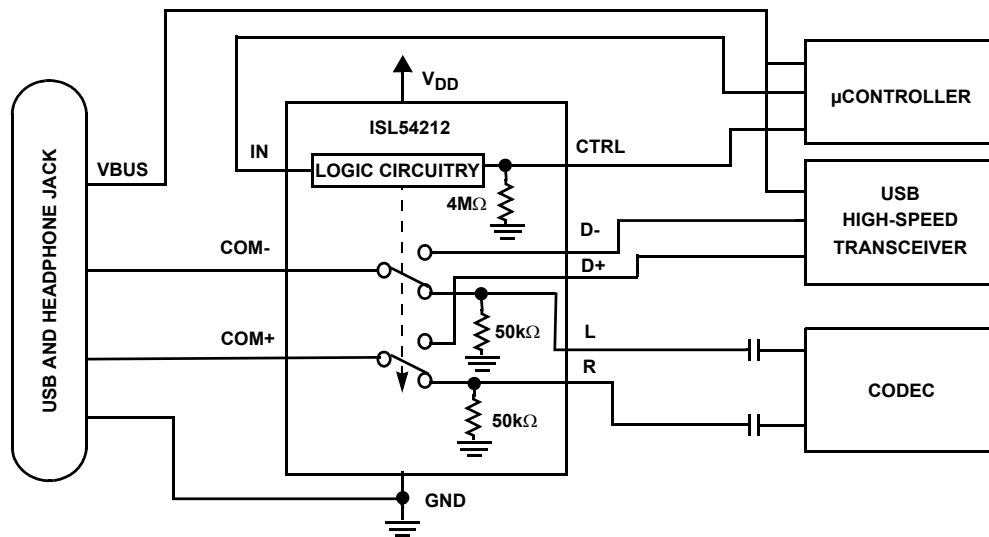 V_DD
ISL54212
µCONTROLLER
IN
CTRL
LOGIC CIRCUITRY
VBUS
4MΩ
USB
HIGH-SPEED
TRANSCEIVER
D-
COM-
D+
USB AND HEADPHONE JACK
50kΩ
L
COM+
R
CODEC
50kΩ
GND